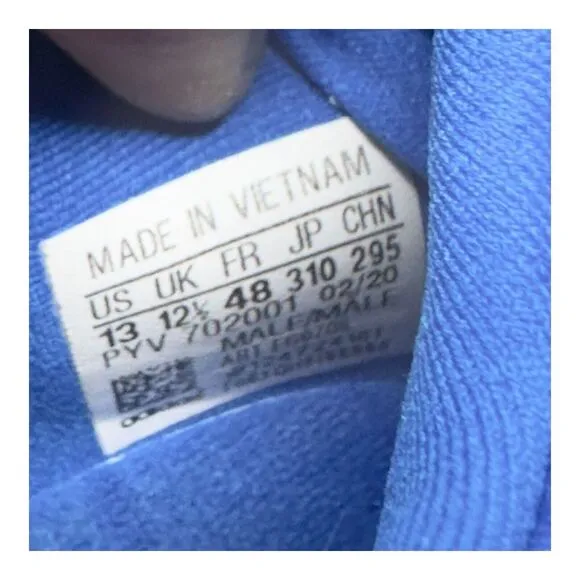 MADE IN VIETNAM
US UK FR JP CHN
13 12½ 48 310 295
PYV 702001 02/20
MALE/MALE